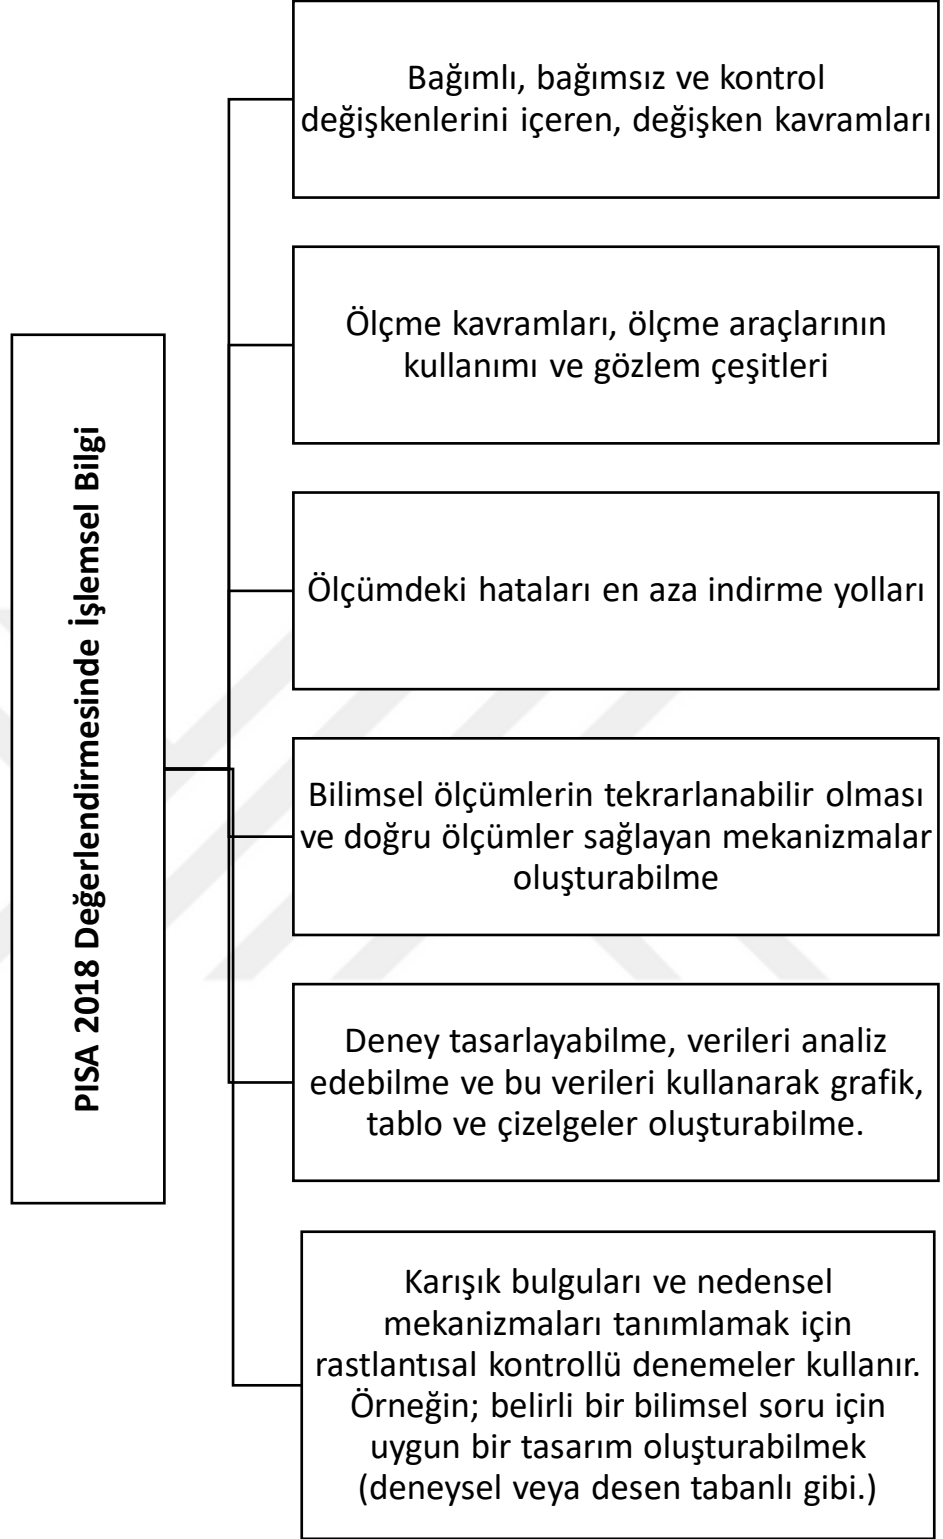 PISA 2018 Değerlendirmesinde İşlemsel Bilgi
Bağımlı, bağımsız ve kontrol
değişkenlerini içeren, değişken kavramları
Ölçme kavramları, ölçme araçlarının
kullanımı ve gözlem çeşitleri
Ölçümdeki hataları en aza indirme yolları
Bilimsel ölçümlerin tekrarlanabilir olması
ve doğru ölçümler sağlayan mekanizmalar
oluşturabilme
Deney tasarlayabilme, verileri analiz
edebilme ve bu verileri kullanarak grafik,
tablo ve çizelgeler oluşturabilme.
Karışık bulguları ve nedensel
mekanizmaları tanımlamak için
rastlantısal kontrollü denemeler kullanır.
Örneğin; belirli bir bilimsel soru için
uygun bir tasarım oluşturabilmek
(deneysel veya desen tabanlı gibi.)